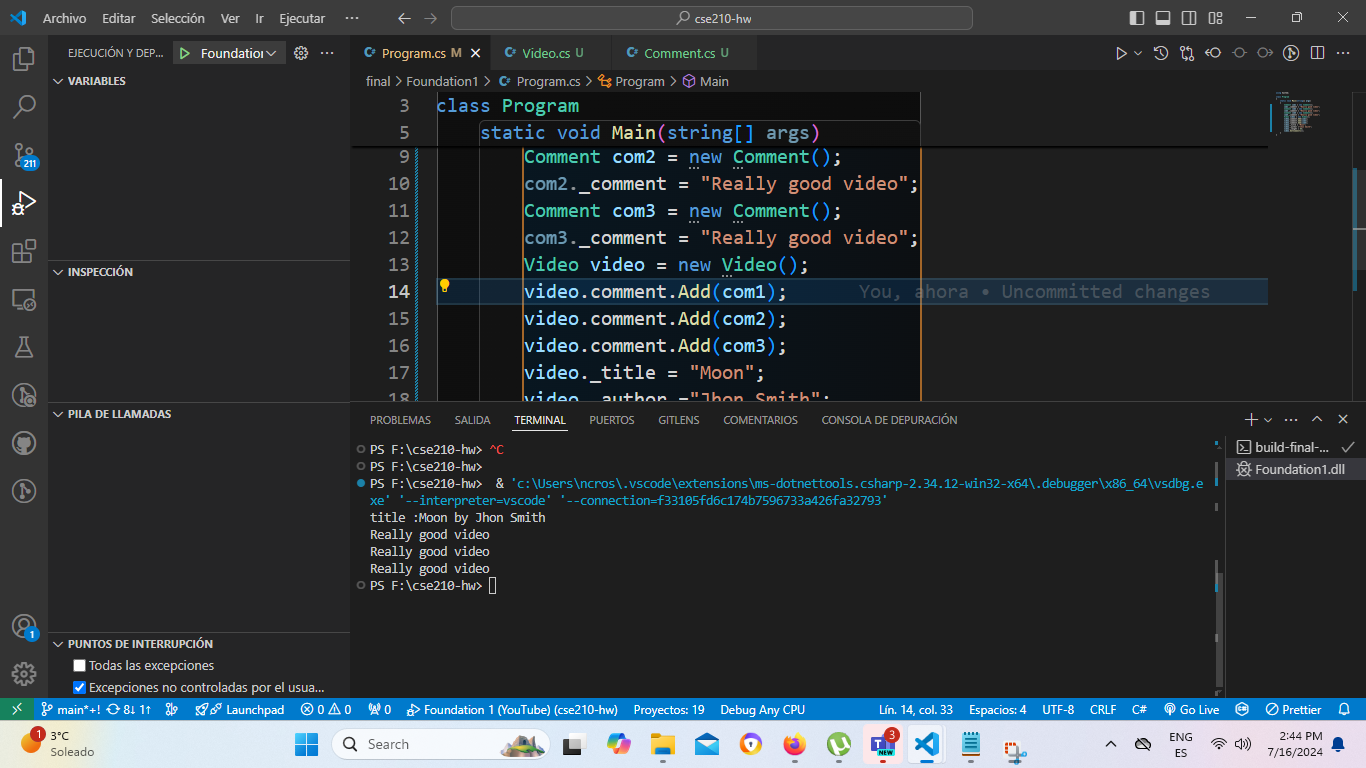 Archivo Editar Selección Ver Ir Ejecutar ··· cse210-hw
EJECUCIÓN Y DEP... Foundation
VARIABLES
INSPECCIÓN
PILA DE LLAMADAS
PUNTOS DE INTERRUPCIÓN
Todas las excepciones
Excepciones no controladas por el usua...
211
1
Program.cs M Video.cs U Comment.cs U
final > Foundation1 > Program.cs > Program > Main
3 class Program
5 static void Main(string[] args)
9 Comment com2 = new Comment();
10 com2._comment = "Really good video";
11 Comment com3 = new Comment();
12 com3._comment = "Really good video";
13 Video video = new Video();
14 video.comment.Add(com1); You, ahora • Uncommitted changes
15 video.comment.Add(com2);
16 video.comment.Add(com3);
17 video._title = "Moon";
18 video._author ="Jhon Smith";
PROBLEMAS SALIDA TERMINAL PUERTOS GITLENS COMENTARIOS CONSOLA DE DEPURACIÓN
PS F:\cse210-hw> ^C
PS F:\cse210-hw>
PS F:\cse210-hw> & 'c:\Users\ncros\.vscode\extensions\ms-dotnettools.csharp-2.34.12-win32-x64\.debugger\x86_64\vsdbg.e
xe' '--interpreter=vscode' '--connection=f33105fd6c174b7596733a426fa32793'
title :Moon by Jhon Smith
Really good video
Really good video
Really good video
PS F:\cse210-hw>
build-final-...
Foundation1.dll
main*+! 8↓ 1↑ Launchpad 0 0 0 Foundation 1 (YouTube) (cse210-hw) Proyectos: 19 Debug Any CPU Lín. 14, col. 33 Espacios: 4 UTF-8 CRLF C# Go Live Prettier
1
3°C
Soleado
Search
3
NEW
ENG
ES
2:44 PM
7/16/2024